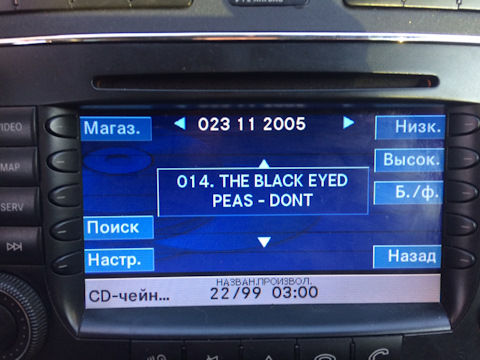 VIDEO
MAP
SERV
Магаз.
023 11 2005
Низк.
Высок.
Б./ф.
014. THE BLACK EYED
PEAS - DONT
Поиск
Настр.
Назад
НАЗВАН.ПРОИЗВОЛ.
CD-чейн... 22/99 03:00